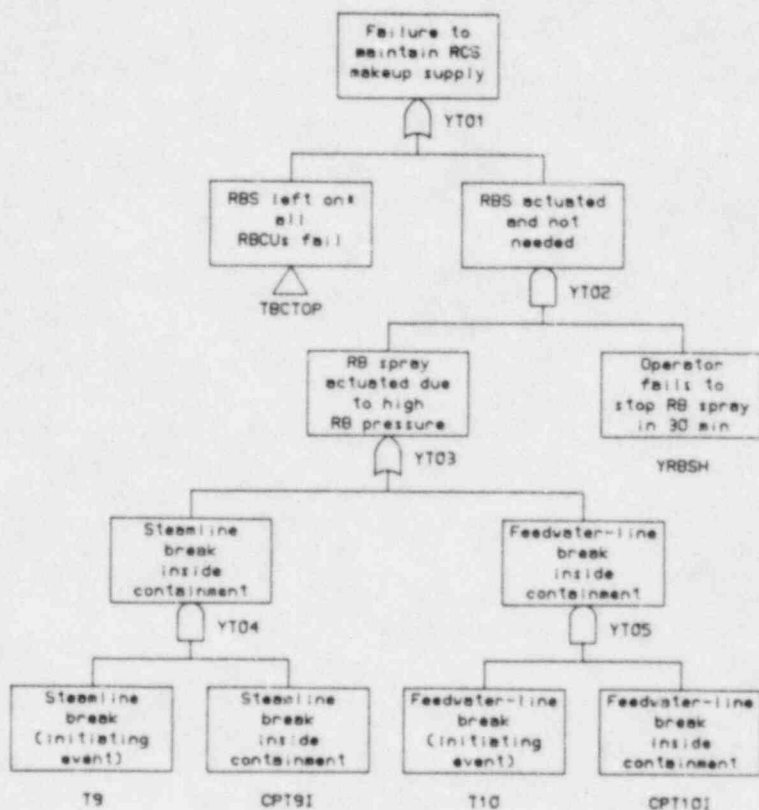 Failure to
maintain RCS
makeup supply
YT01
RBS left on*
all
RBCUs fail
TBCTOP
RBS actuated
and not
needed
YT02
RB spray
actuated due
to high
RB pressure
YT03
Operator
fails to
stop RB spray
in 30 min
YRBSH
Steamline
break
inside
containment
YT04
Feedwater-line
break
inside
containment
YT05
Steamline
break
(initiating
event)
T9
Steamline
break
inside
containment
CPT9I
Feedwater-line
break
(initiating
event)
T10
Feedwater-line
break
inside
containment
CPT10I